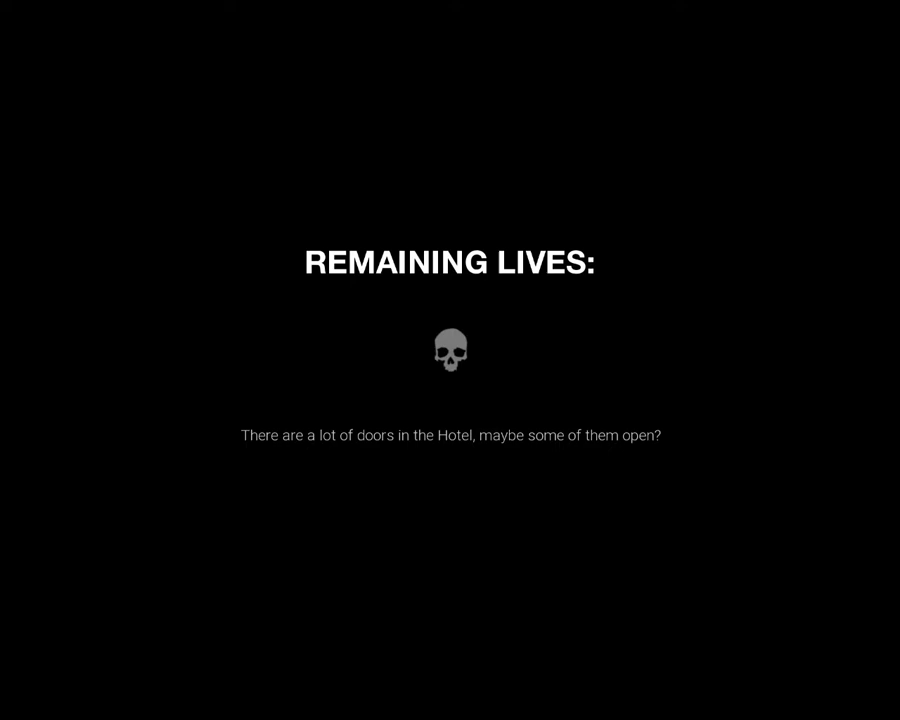 REMAINING LIVES:
There are a lot of doors in the Hotel, maybe some of them open?